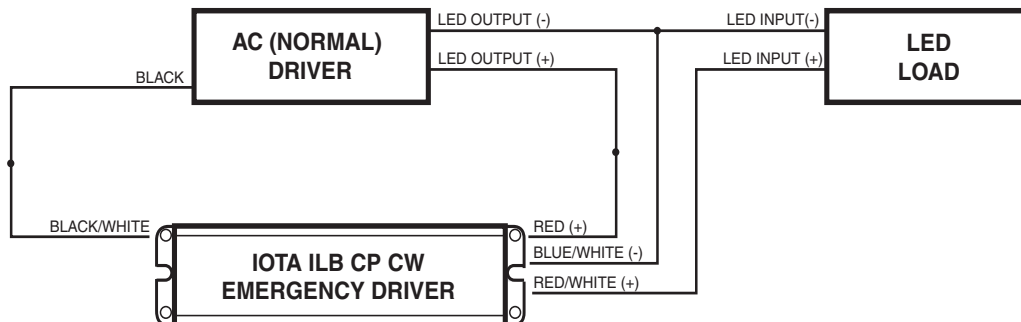 LED OUTPUT (-)
LED INPUT(-)
AC (NORMAL)
DRIVER
LED
LOAD
LED OUTPUT (+)
LED INPUT (+)
BLACK
BLACK/WHITE
RED (+)
BLUE/WHITE (-)
IOTA ILB CP CW
EMERGENCY DRIVER
RED/WHITE (+)